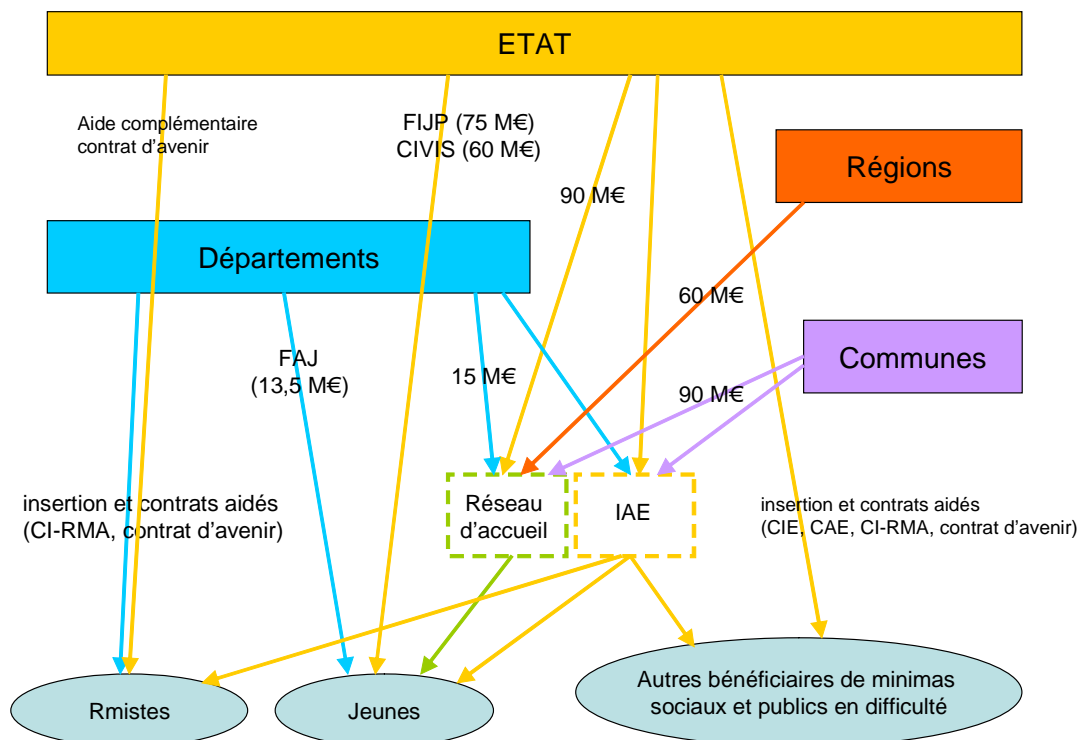 ETAT
Aide complémentaire
contrat d'avenir
FIJP (75 M€)
CIVIS (60 M€)
90 M€
Régions
Départements
60 M€
FAJ
(13,5 M€)
15 M€
Communes
90 M€
insertion et contrats aidés
(CI-RMA, contrat d'avenir)
Réseau
d'accueil
IAE
insertion et contrats aidés
(CIE, CAE, CI-RMA, contrat d'avenir)
Rmistes
Jeunes
Autres bénéficiaires de minimas
sociaux et publics en difficulté